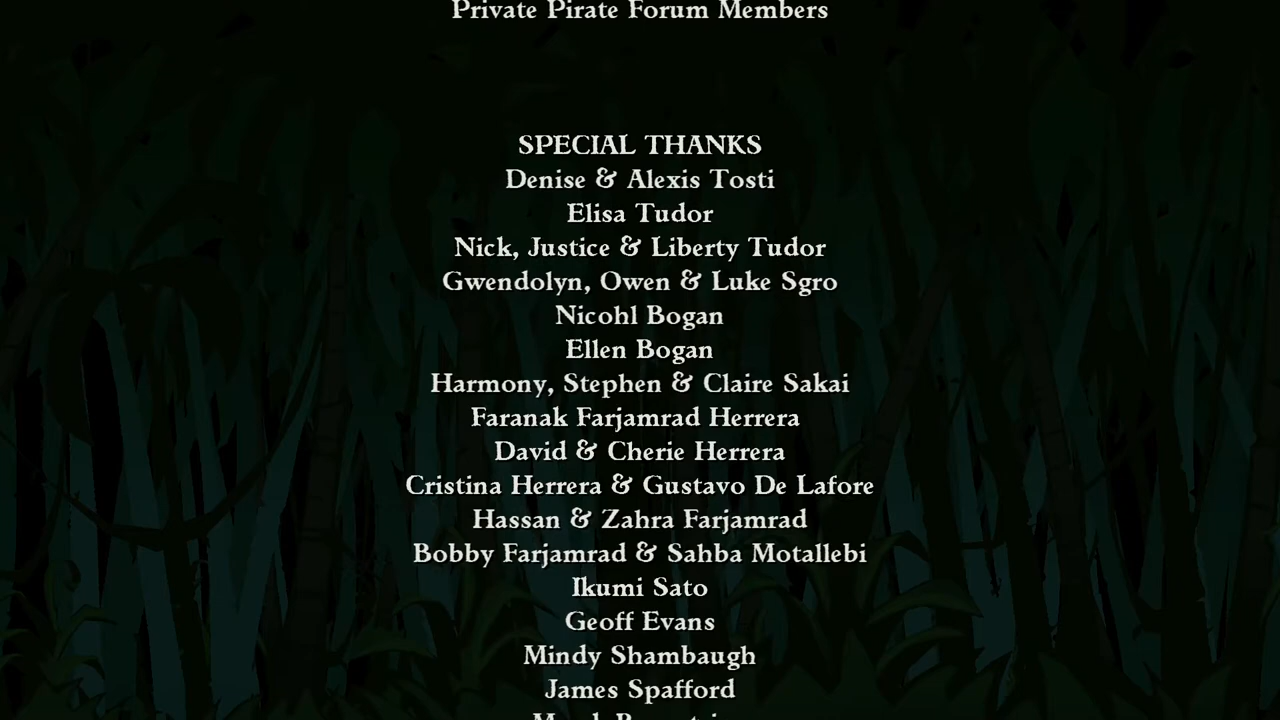 Private Pirate Forum Members
SPECIAL THANKS
Denise & Alexis Tosti
Elisa Tudor
Nick, Justice & Liberty Tudor
Gwendolyn, Owen & Luke Sgro
Nicohl Bogan
Ellen Bogan
Harmony, Stephen & Claire Sakai
Faranak Farjamrad Herrera
David & Cherie Herrera
Cristina Herrera & Gustavo De Lafore
Hassan & Zahra Farjamrad
Bobby Farjamrad & Sahba Motallebi
Ikumi Sato
Geoff Evans
Mindy Shambaugh
James Spafford